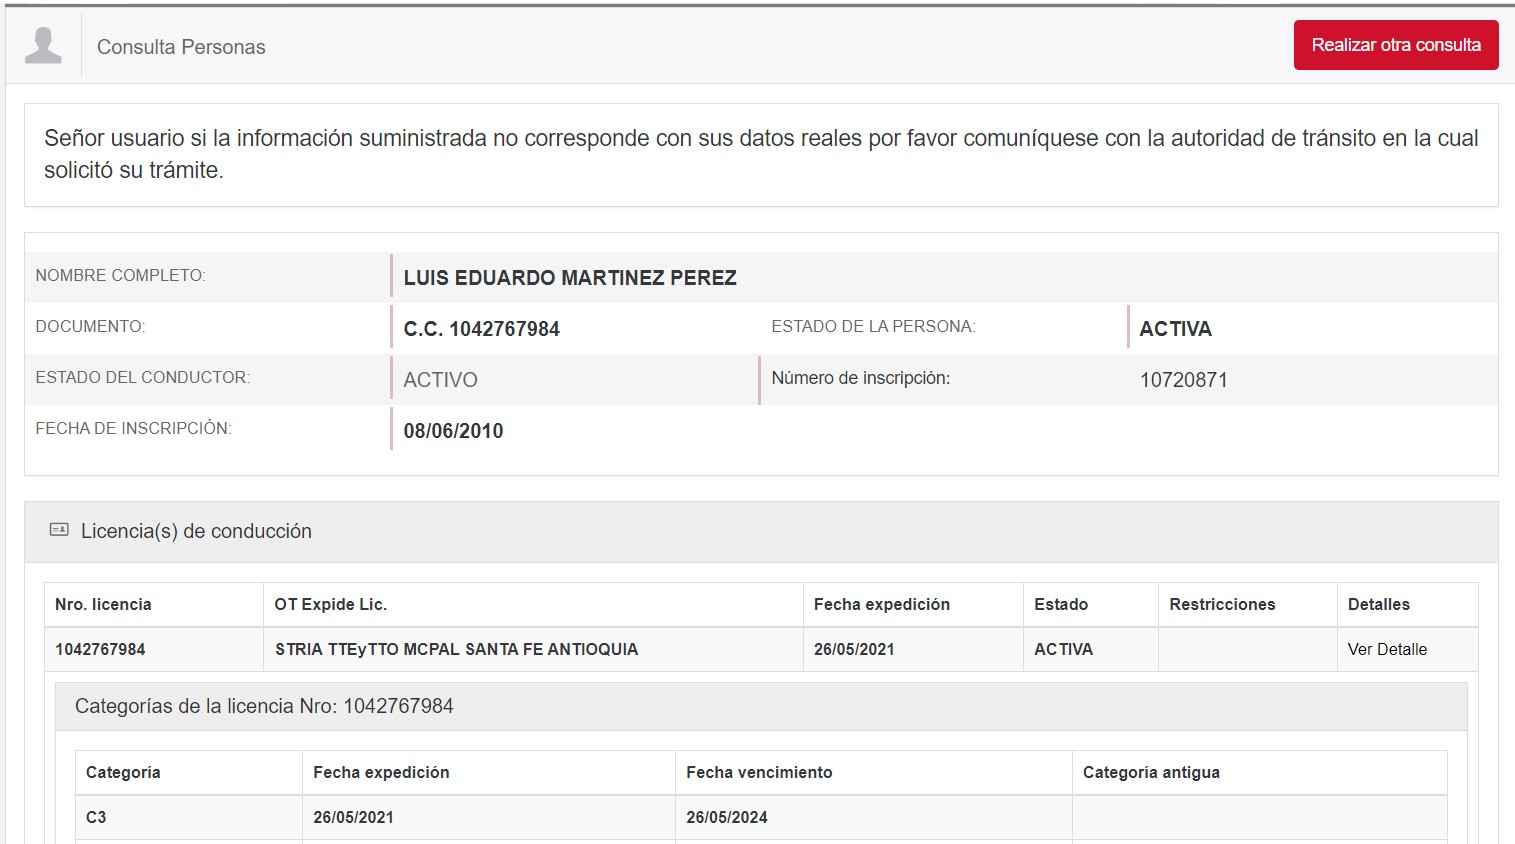 Consulta Personas
Realizar otra consulta
Señor usuario si la información suministrada no corresponde con sus datos reales por favor comuníquese con la autoridad de tránsito en la cual
solicitó su trámite.
NOMBRE COMPLETO: LUIS EDUARDO MARTINEZ PEREZ
DOCUMENTO: C.C. 1042767984 ESTADO DE LA PERSONA: ACTIVA
ESTADO DEL CONDUCTOR: ACTIVO Número de inscripción: 10720871
FECHA DE INSCRIPCIÓN: 08/06/2010
Licencia(s) de conducción
Nro. licencia OT Expide Lic. Fecha expedición Estado Restricciones Detalles
1042767984 STRIA TTEyTTO MCPAL SANTA FE ANTIOQUIA 26/05/2021 ACTIVA Ver Detalle
Categorías de la licencia Nro: 1042767984
Categoría Fecha expedición Fecha vencimiento Categoría antigua
C3 26/05/2021 26/05/2024